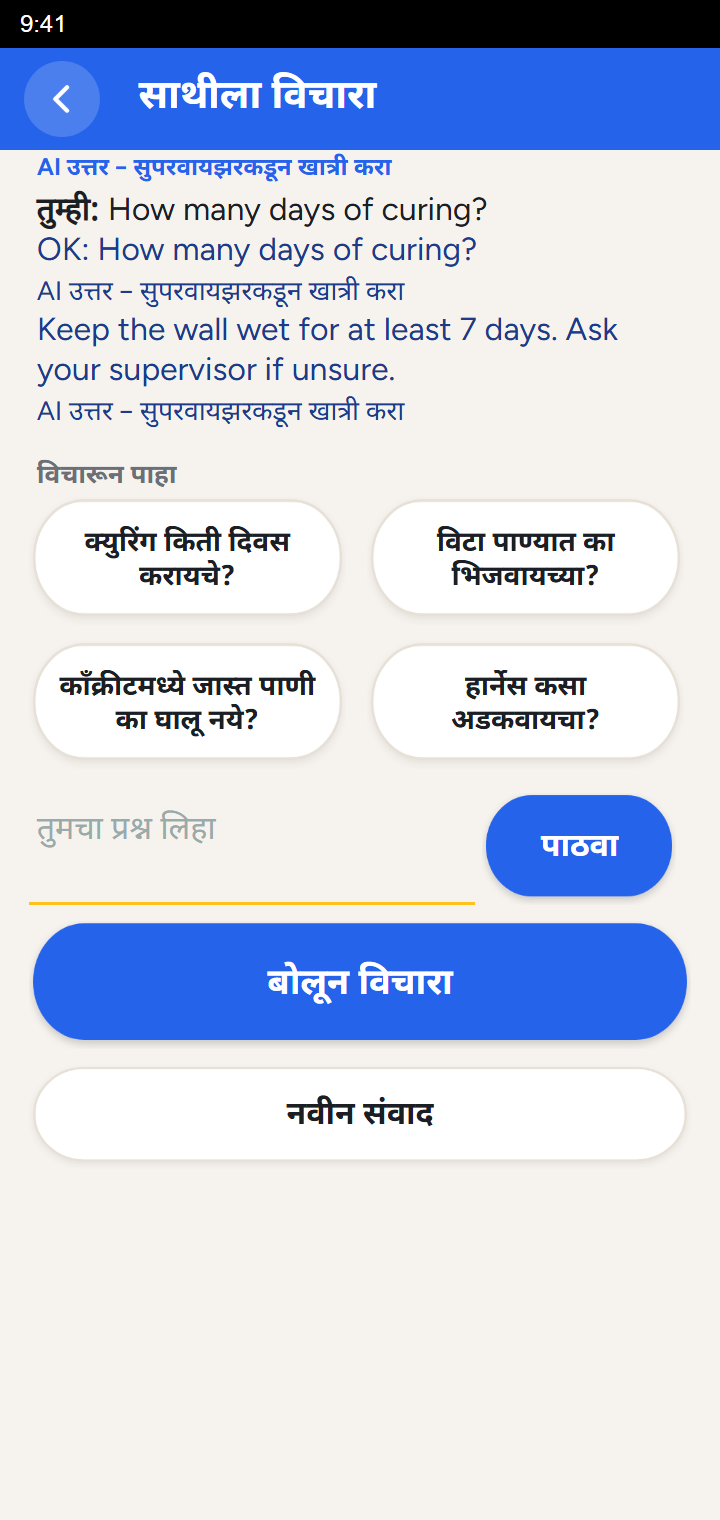 9:41
साथीला विचारा
AI उत्तर – सुपरवायझरकडून खात्री करा
तुम्ही: How many days of curing?
OK: How many days of curing?
AI उत्तर – सुपरवायझरकडून खात्री करा
Keep the wall wet for at least 7 days. Ask
your supervisor if unsure.
AI उत्तर – सुपरवायझरकडून खात्री करा
विचारून पाहा
क्युरिंग किती दिवस
करायचे?
विटा पाण्यात का
भिजवायच्या?
काँक्रीटमध्ये जास्त पाणी
का घालू नये?
हार्नेस कसा
अडकवायचा?
तुमचा प्रश्न लिहा
पाठवा
बोलून विचारा
नवीन संवाद